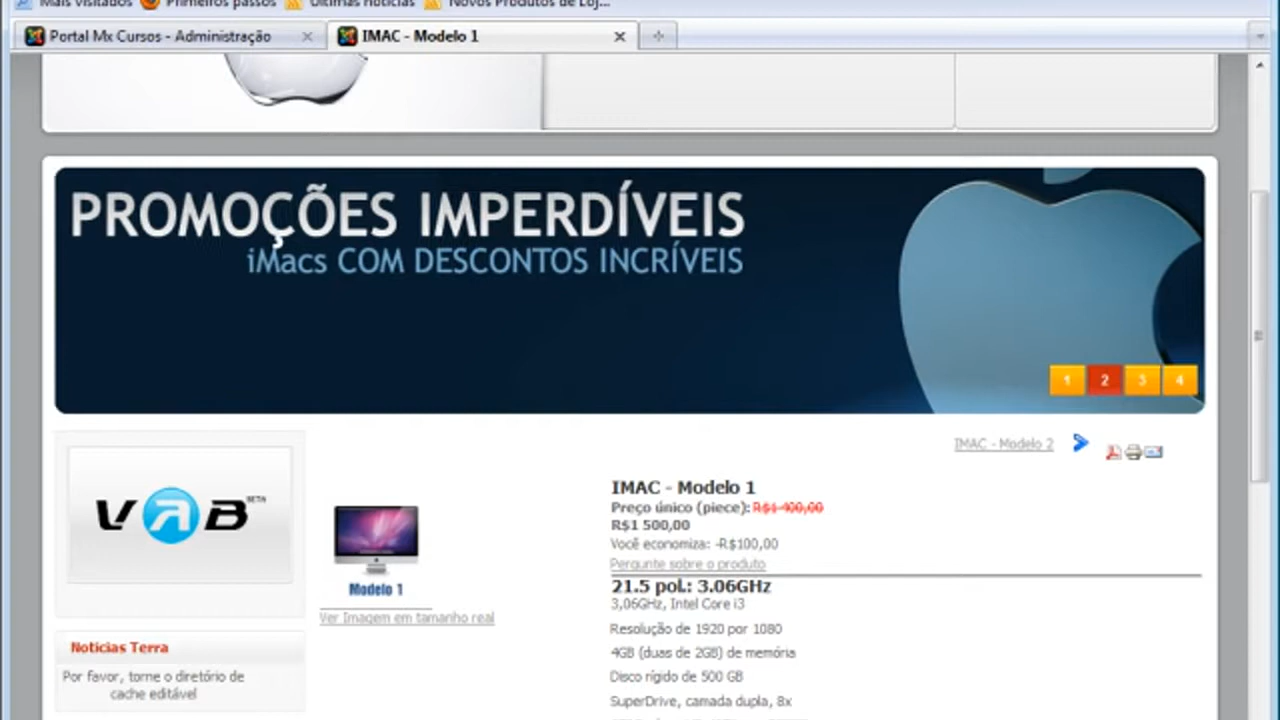 Mais visitados Primeiros passos Últimas notícias Novos Produtos de Loj...
Portal Mx Cursos - Administração
IMAC - Modelo 1
PROMOÇÕES IMPERDÍVEIS
iMacs COM DESCONTOS INCRÍVEIS
1 2 3 4
IMAC - Modelo 2
VAB BETA
Modelo 1
Ver Imagem em tamanho real
IMAC - Modelo 1
Preço único (piece): R$1 400,00
R$1 500,00
Você economiza: -R$100,00
Pergunte sobre o produto
21.5 pol.: 3.06GHz
3,06GHz, Intel Core i3
Resolução de 1920 por 1080
4GB (duas de 2GB) de memória
Disco rígido de 500 GB
SuperDrive, camada dupla, 8x
Noticias Terra
Por favor, torne o diretório de
cache editável